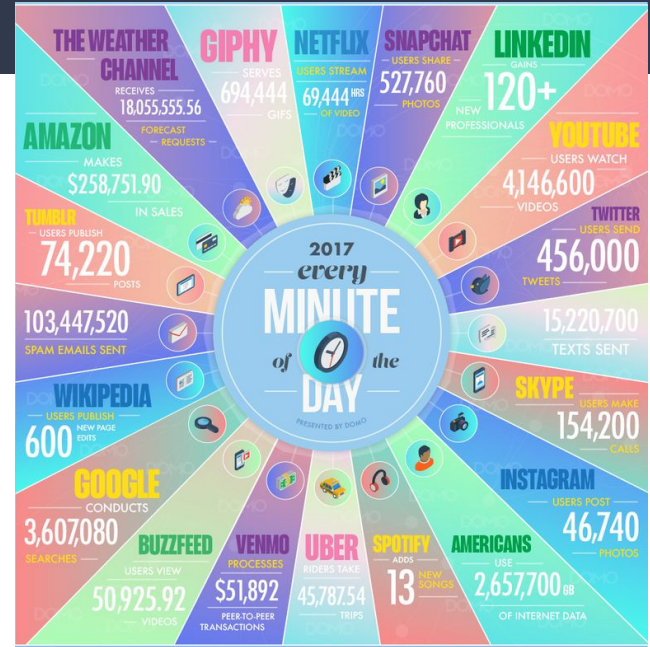 2017
every
MINUTE
of the
DAY
PRESENTED BY DOMO
THE WEATHER
CHANNEL
RECEIVES
18,055,555.56
FORECAST
REQUESTS
GIPHY
SERVES
694,444
GIFS
NETFLIX
USERS STREAM
69,444 HRS
OF VIDEO
SNAPCHAT
USERS SHARE
527,760
PHOTOS
LINKEDIN
GAINS
120+
NEW
PROFESSIONALS
YOUTUBE
USERS WATCH
4,146,600
VIDEOS
TWITTER
USERS SEND
456,000
TWEETS
15,220,700
TEXTS SENT
SKYPE
USERS MAKE
154,200
CALLS
INSTAGRAM
USERS POST
46,740
PHOTOS
AMERICANS
USE
2,657,700 GB
OF INTERNET DATA
SPOTIFY
ADDS
13 NEW
SONGS
UBER
RIDERS TAKE
45,787.54
TRIPS
VENMO
PROCESSES
$51,892
PEER-TO-PEER
TRANSACTIONS
BUZZFEED
USERS VIEW
50,925.92
VIDEOS
GOOGLE
CONDUCTS
3,607,080
SEARCHES
WIKIPEDIA
USERS PUBLISH
600 NEW PAGE
EDITS
103,447,520
SPAM EMAILS SENT
TUMBLR
USERS PUBLISH
74,220
POSTS
AMAZON
MAKES
$258,751.90
IN SALES